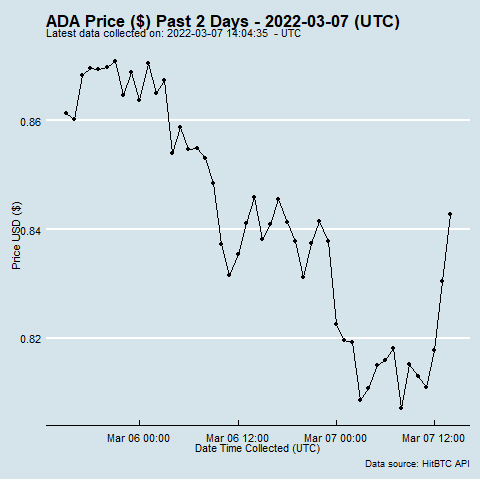 ADA Price ($) Past 2 Days - 2022-03-07 (UTC)
Latest data collected on: 2022-03-07 14:04:35  - UTC
0.86
0.84
0.82
Price USD ($)
Mar 06 00:00 Mar 06 12:00 Mar 07 00:00 Mar 07 12:00
Date Time Collected (UTC)
Data source: HitBTC API